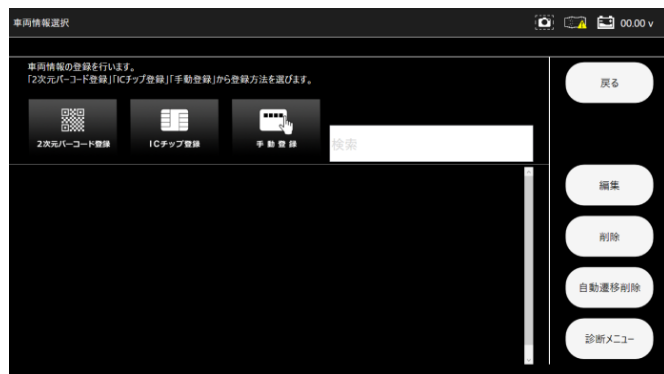 車両情報選択
00.00 v
車両情報の登録を行います。
「2次元バーコード登録」「ICチップ登録」「手動登録」から登録方法を選びます。
戻る
2次元バーコード登録
ICチップ登録
手動登録
検索
編集
削除
自動遷移削除
診断メニュー